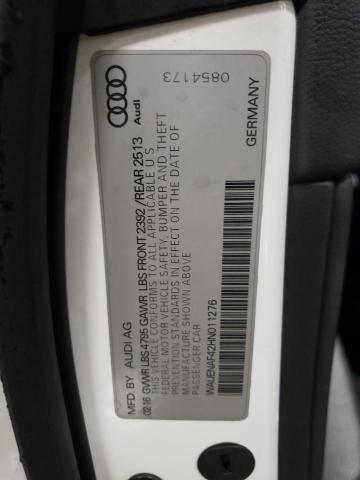 0854173
Audi
GERMANY
MFD. BY AUDI AG
02 16 GVWR LBS 4795 GAWR LBS FRONT 2392 /REAR 2513
THIS VEHICLE CONFORMS TO ALL APPLICABLE U.S.
FEDERAL MOTOR VEHICLE SAFETY, BUMPER AND THEFT
PREVENTION STANDARDS IN EFFECT ON THE DATE OF
MANUFACTURE SHOWN ABOVE
PASSENGER CAR
WAUENAF42HN011276